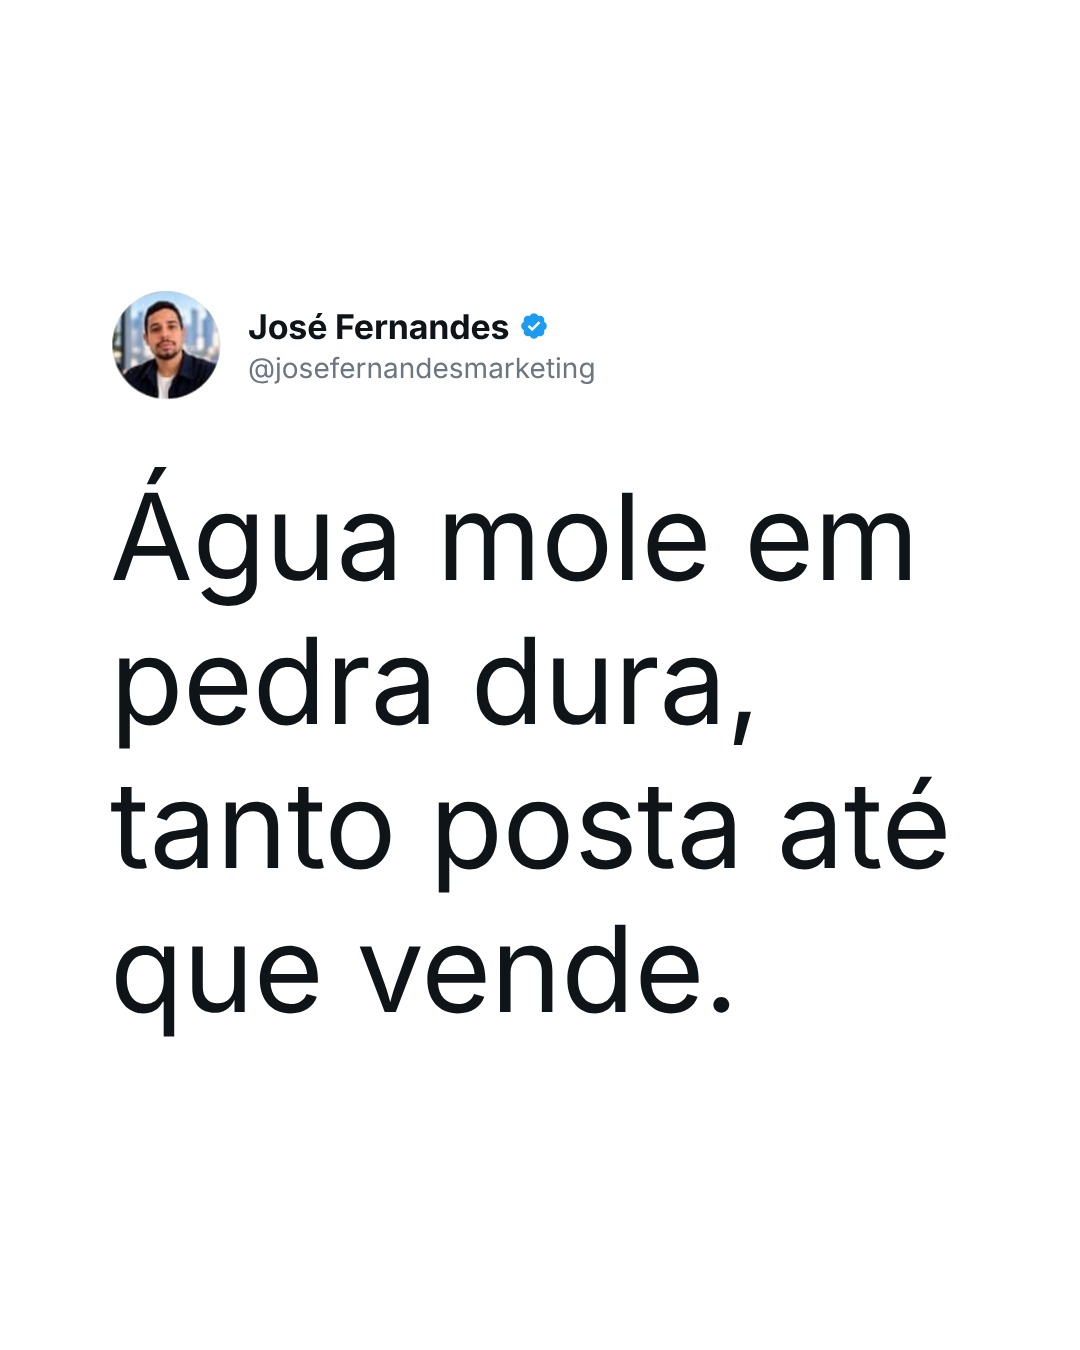 José Fernandes
@josefernandesmarketing
Água mole em
pedra dura,
tanto posta até
que vende.